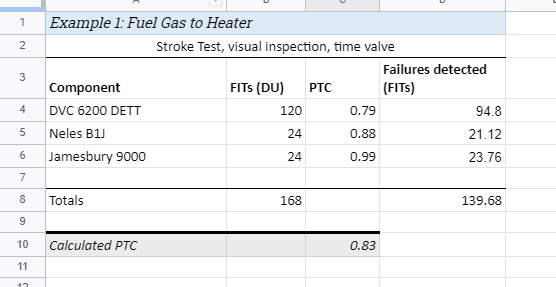 1 Example 1: Fuel Gas to Heater
2 Stroke Test, visual inspection, time valve
3 Component FITs (DU) PTC Failures detected (FITs)
4 DVC 6200 DETT 120 0.79 94.8
5 Neles B1J 24 0.88 21.12
6 Jamesbury 9000 24 0.99 23.76
7
8 Totals 168 139.68
9
10 Calculated PTC 0.83
11